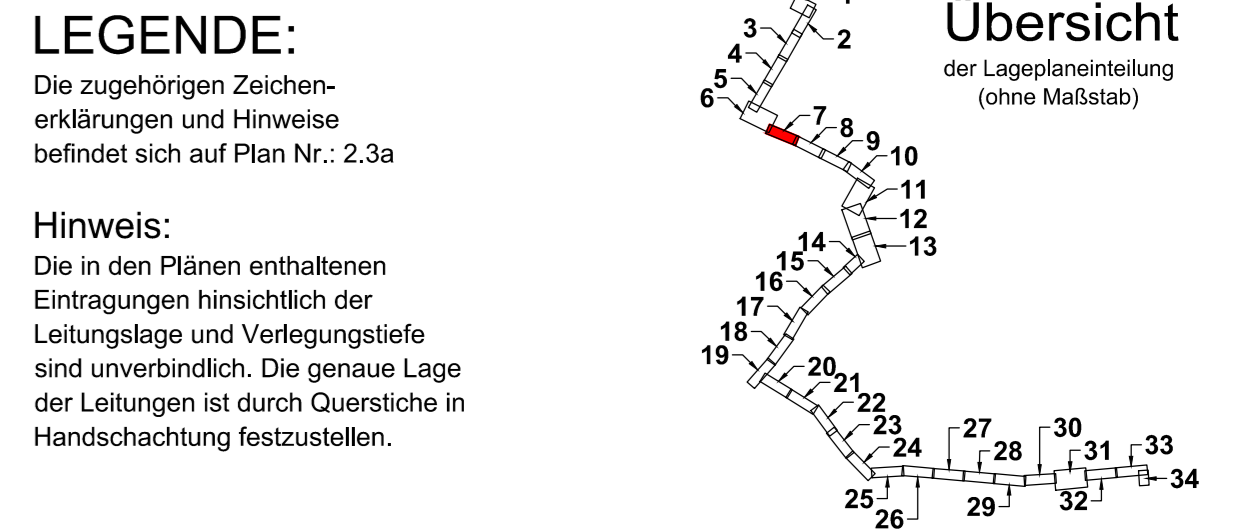 LEGENDE:
Die zugehörigen Zeichen-
erklärungen und Hinweise
befindet sich auf Plan Nr.: 2.3a
Hinweis:
Die in den Plänen enthaltenen
Eintragungen hinsichtlich der
Leitungslage und Verlegungstiefe
sind unverbindlich. Die genaue Lage
der Leitungen ist durch Querstiche in
Handschachtung festzustellen.
Übersicht
der Lageplaneinteilung
(ohne Maßstab)
2
3
4
5
6
7
8
9
10
11
12
13
14
15
16
17
18
19
20
21
22
23
24
25
26
27
28
29
30
31
32
33
34